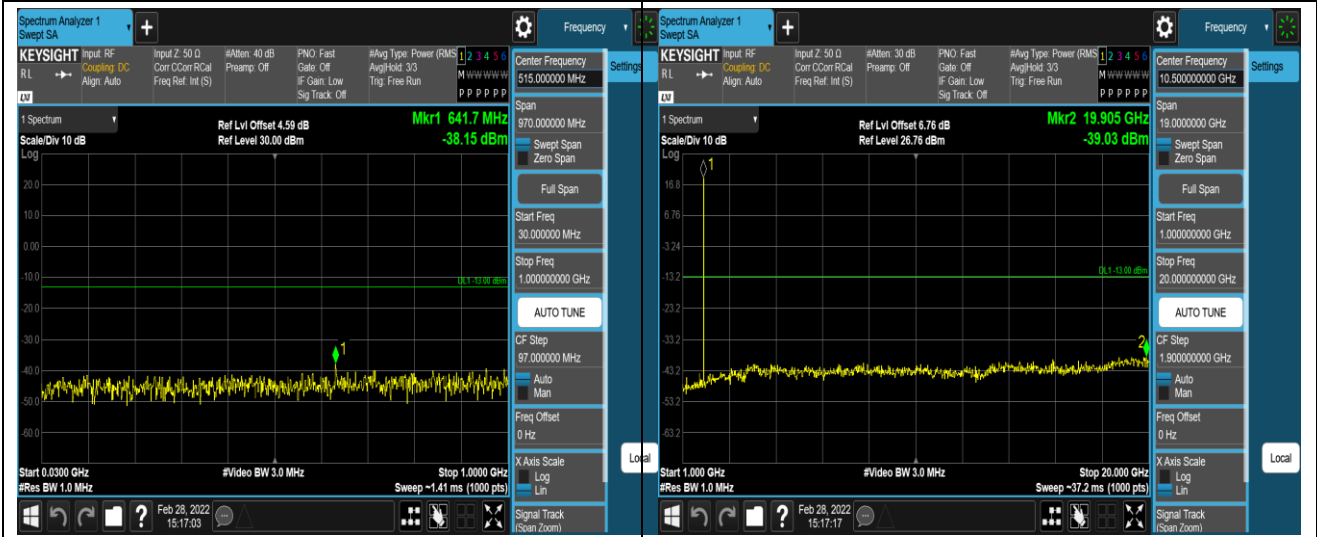 Spectrum Analyzer 1
Swept SA
Frequency
KEYSIGHT
RL
Input: RF
Coupling: DC
Align: Auto
Input Z: 50 Ω
Corr CCorr RCal
Freq Ref: Int (S)
#Atten: 40 dB
Preamp: Off
PNO: Fast
Gate: Off
IF Gain: Low
Sig Track: Off
#Avg Type: Power (RMS
Avg|Hold: 3/3
Trig: Free Run
1 2 3 4 5 6
M W W W W W
P P P P P P
Center Frequency
515.000000 MHz
Settings
1 Spectrum
Scale/Div 10 dB
Log
Ref Lvl Offset 4.59 dB
Ref Level 30.00 dBm
Mkr1 641.7 MHz
-38.15 dBm
Span
970.000000 MHz
Swept Span
Zero Span
Full Span
Start Freq
30.000000 MHz
Stop Freq
1.000000000 GHz
AUTO TUNE
CF Step
97.000000 MHz
Auto
Man
Freq Offset
0 Hz
X Axis Scale
Log
Lin
Signal Track
(Span Zoom)
Local
20.0
10.0
0.00
-10.0
-20.0
-30.0
-40.0
-50.0
-60.0
DL1 -13.00 dBm
1
Start 0.0300 GHz
#Res BW 1.0 MHz
#Video BW 3.0 MHz
Stop 1.0000 GHz
Sweep ~1.41 ms (1000 pts)
?
Feb 28, 2022
15:17:03
Spectrum Analyzer 1
Swept SA
Frequency
KEYSIGHT
RL
Input: RF
Coupling: DC
Align: Auto
Input Z: 50 Ω
Corr CCorr RCal
Freq Ref: Int (S)
#Atten: 30 dB
Preamp: Off
PNO: Fast
Gate: Off
IF Gain: Low
Sig Track: Off
#Avg Type: Power (RMS
Avg|Hold: 3/3
Trig: Free Run
1 2 3 4 5 6
M W W W W W
P P P P P P
Center Frequency
10.500000000 GHz
Settings
1 Spectrum
Scale/Div 10 dB
Log
Ref Lvl Offset 6.76 dB
Ref Level 26.76 dBm
Mkr2 19.905 GHz
-39.03 dBm
Span
19.0000000 GHz
Swept Span
Zero Span
Full Span
Start Freq
1.000000000 GHz
Stop Freq
20.000000000 GHz
AUTO TUNE
CF Step
1.900000000 GHz
Auto
Man
Freq Offset
0 Hz
X Axis Scale
Log
Lin
Signal Track
(Span Zoom)
Local
16.8
6.76
-3.24
-13.2
-23.2
-33.2
-43.2
-53.2
-63.2
DL1 -13.00 dBm
1
2
Start 1.000 GHz
#Res BW 1.0 MHz
#Video BW 3.0 MHz
Stop 20.000 GHz
Sweep ~37.2 ms (1000 pts)
?
Feb 28, 2022
15:17:17